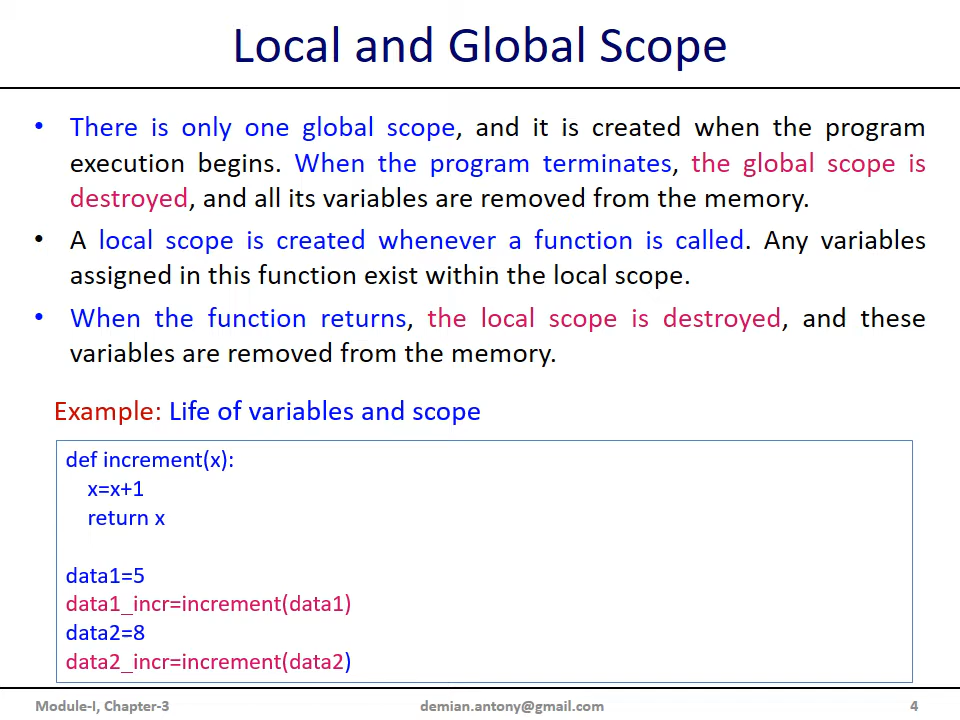 Local and Global Scope
• There is only one global scope, and it is created when the program
execution begins. When the program terminates, the global scope is
destroyed, and all its variables are removed from the memory.
• A local scope is created whenever a function is called. Any variables
assigned in this function exist within the local scope.
• When the function returns, the local scope is destroyed, and these
variables are removed from the memory.
Example: Life of variables and scope
def increment(x):
    x=x+1
    return x
data1=5
data1_incr=increment(data1)
data2=8
data2_incr=increment(data2)
Module-I, Chapter-3
demian.antony@gmail.com
4